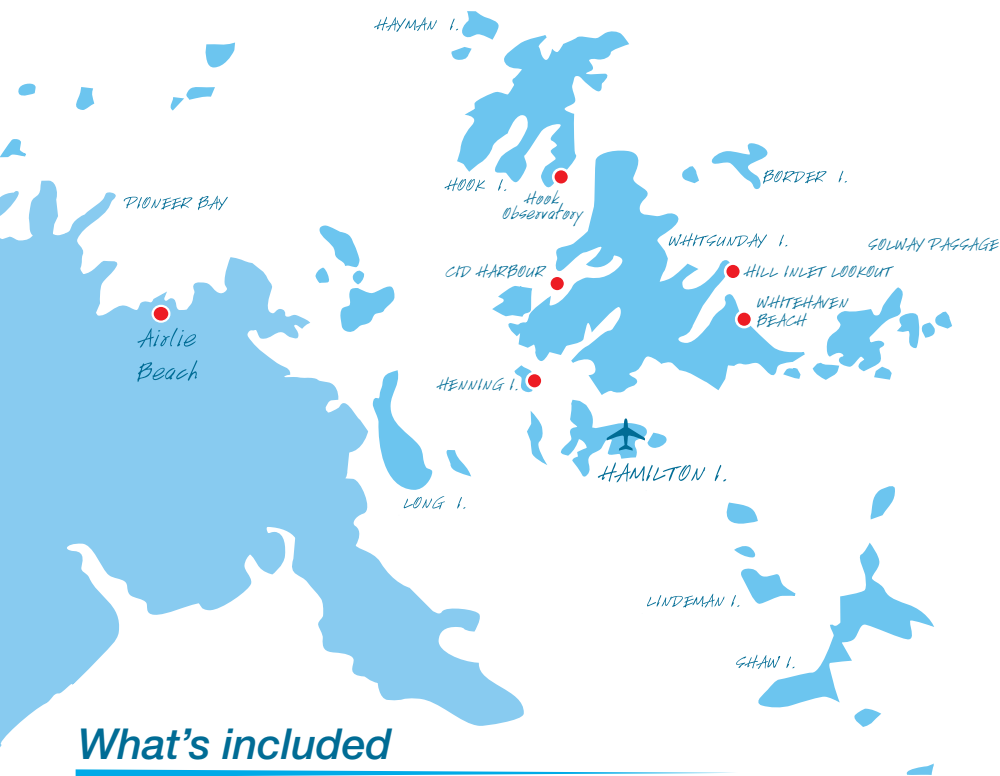 HAYMAN I.
PIONEER BAY
HOOK I.
Hook
Observatory
BORDER I.
WHITSUNDAY I.
SOLWAY PASSAGE
CID HARBOUR
HILL INLET LOOKOUT
WHITEHAVEN
BEACH
Airlie
Beach
HENNING I.
HAMILTON I.
LONG I.
LINDEMAN I.
SHAW I.
What's included